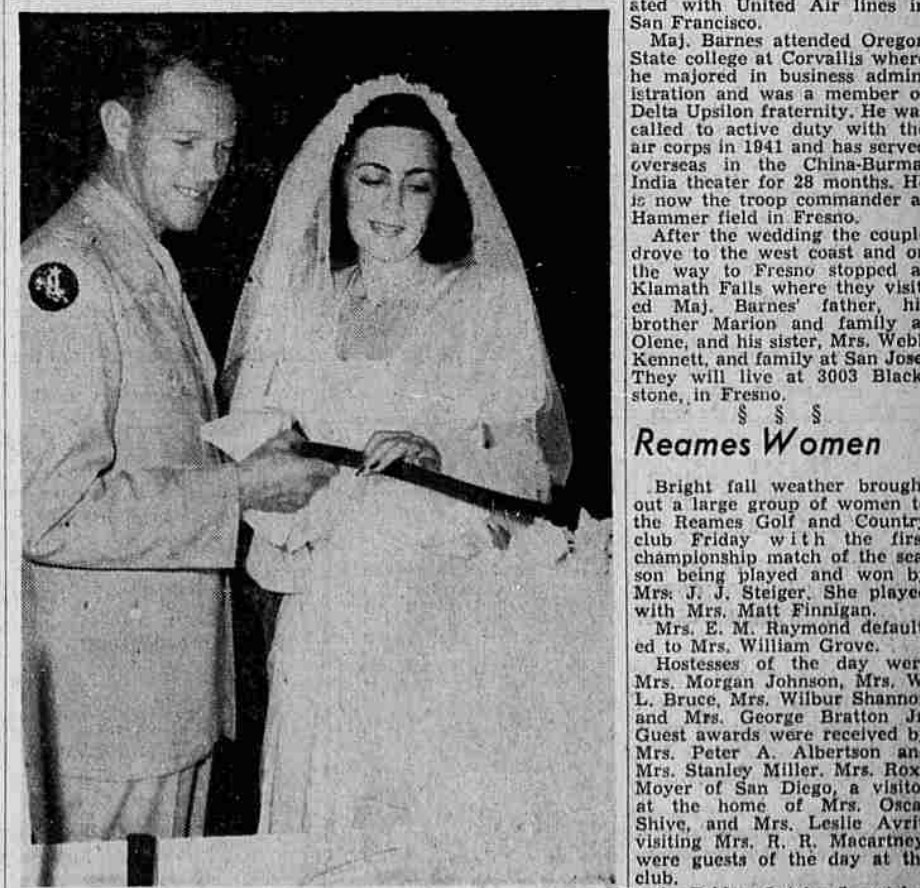 ated with United Air lines in
San Francisco.
Maj. Barnes attended Oregon
State college at Corvallis where
he majored in business admin
istration and was a member o
Delta Upsilon fraternity. He wa
called to active duty with the
air corps in 1941 and has served
overseas in the China-Burma
India theater for 28 months. H
is now the troop commander a
Hammer field in Fresno.
After the wedding the coupl
drove to the west coast and o
the way to Fresno stopped a
Klamath Falls where they visit
ed Maj. Barnes' father, hi
brother Marion and family a
Olene, and his sister, Mrs. Webb
Kennett, and family at San Jose
They will live at 3003 Black
stone, in Fresno.
§ § §
Reames Women
Bright fall weather brough
out a large group of women t
the Reames Golf and Country
club Friday with the firs
championship match of the sea
son being played and won b
Mrs. J. J. Steiger. She played
with Mrs. Matt Finnigan.
Mrs. E. M. Raymond default
ed to Mrs. William Grove.
Hostesses of the day wer
Mrs. Morgan Johnson, Mrs. W
L. Bruce, Mrs. Wilbur Shanno
and Mrs. George Bratton Jr
Guest awards were received b
Mrs. Peter A. Albertson an
Mrs. Stanley Miller. Mrs. Rox
Moyer of San Diego, a visito
at the home of Mrs. Osca
Shive, and Mrs. Leslie Avri
visiting Mrs. R. R. Macartney
were guests of the day at th
club.